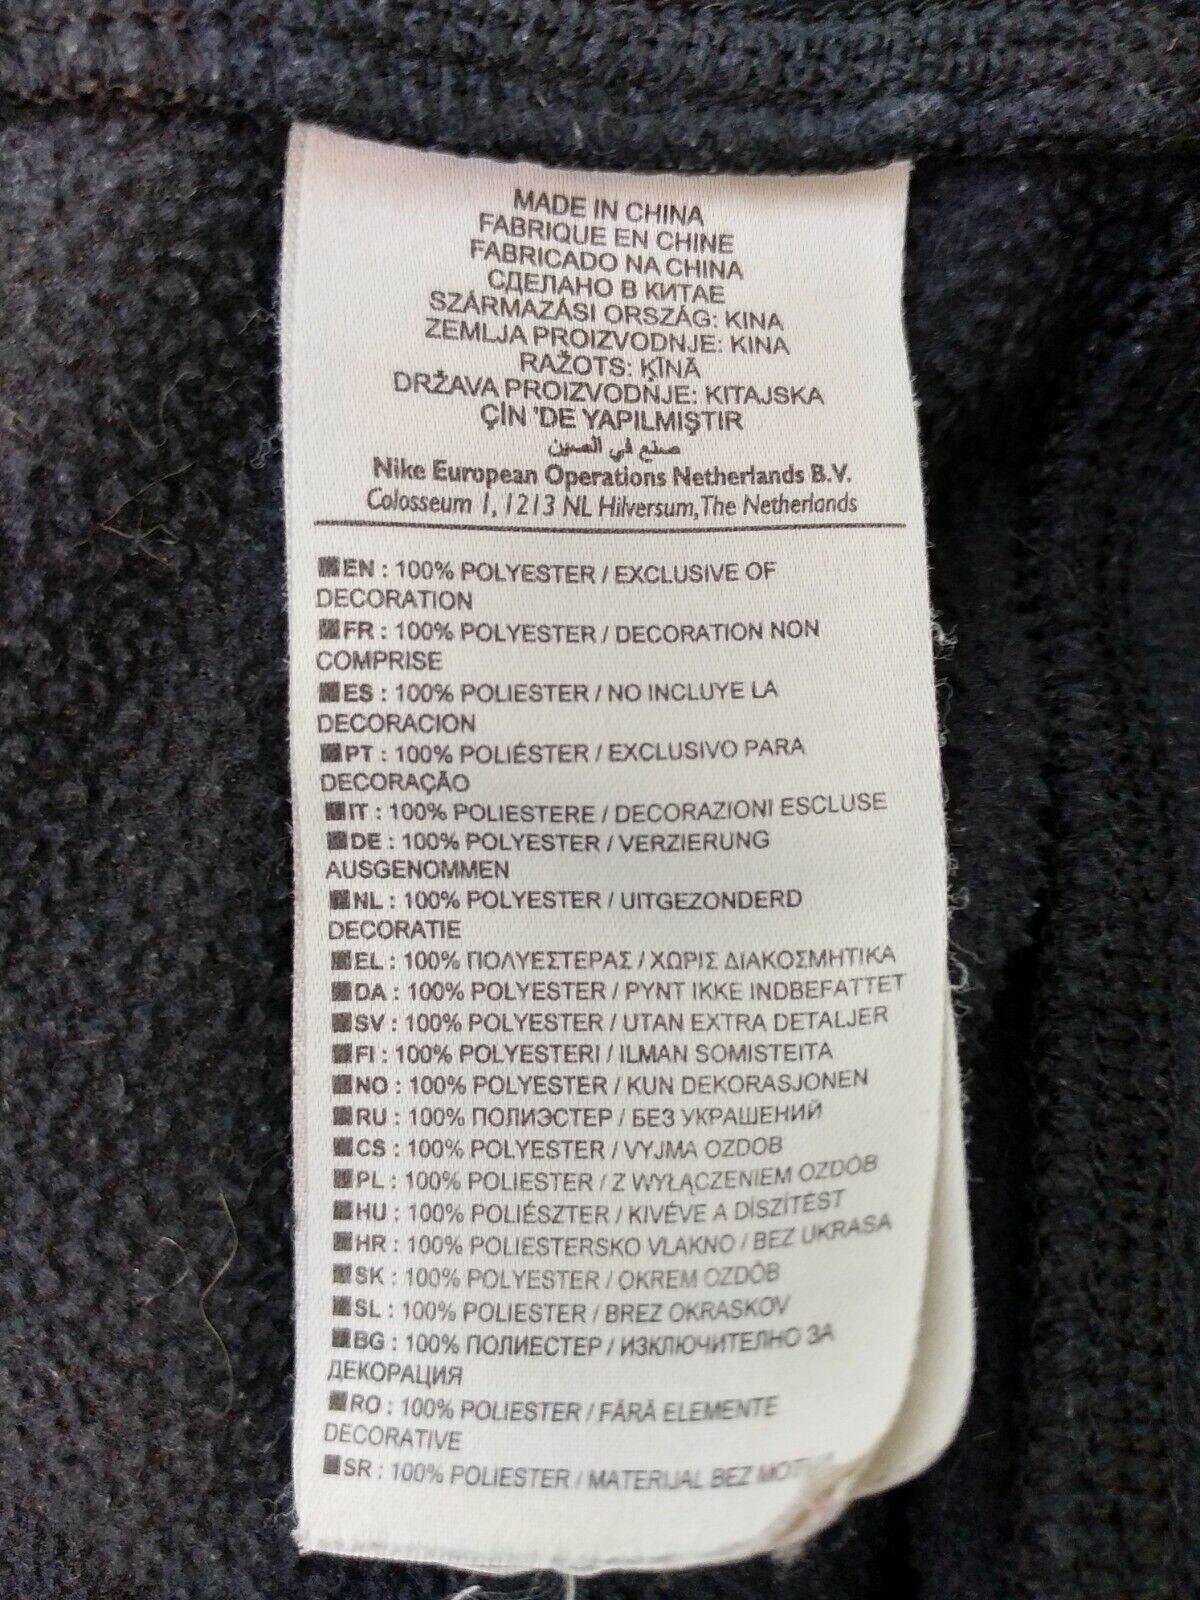 MADE IN CHINA
FABRIQUE EN CHINE
FABRICADO NA CHINA
СДЕЛАНО В КИТАЕ
SZÁRMAZÁSI ORSZÁG: KINA
ZEMLJA PROIZVODNJE: KINA
RAŽOTS: ĶĪNĀ
DRŽAVA PROIZVODNJE: KITAJSKA
ÇİN 'DE YAPILMIŞTIR
صنع في الصين
Nike European Operations Netherlands B.V.
Colosseum 1, 1213 NL Hilversum, The Netherlands
EN : 100% POLYESTER / EXCLUSIVE OF
DECORATION
FR : 100% POLYESTER / DECORATION NON
COMPRISE
ES : 100% POLIESTER / NO INCLUYE LA
DECORACION
PT : 100% POLIÉSTER / EXCLUSIVO PARA
DECORAÇÃO
IT : 100% POLIESTERE / DECORAZIONI ESCLUSE
DE : 100% POLYESTER / VERZIERUNG
AUSGENOMMEN
NL : 100% POLYESTER / UITGEZONDERD
DECORATIE
EL : 100% ΠΟΛΥΕΣΤΕΡΑΣ / ΧΩΡΙΣ ΔΙΑΚΟΣΜΗΤΙΚΑ
DA : 100% POLYESTER / PYNT IKKE INDBEFATTET
SV : 100% POLYESTER / UTAN EXTRA DETALJER
FI : 100% POLYESTERI / ILMAN SOMISTEITA
NO : 100% POLYESTER / KUN DEKORASJONEN
RU : 100% ПОЛИЭСТЕР / БЕЗ УКРАШЕНИЙ
CS : 100% POLYESTER / VYJMA OZDOB
PL : 100% POLIESTER / Z WYŁĄCZENIEM OZDÓB
HU : 100% POLIÉSZTER / KIVÉVE A DÍSZÍTÉST
HR : 100% POLIESTERSKO VLAKNO / BEZ UKRASA
SK : 100% POLYESTER / OKREM OZDÔB
SL : 100% POLIESTER / BREZ OKRASKOV
BG : 100% ПОЛИЕСТЕР / ИЗКЛЮЧИТЕЛНО ЗА
ДЕКОРАЦИЯ
RO : 100% POLIESTER / FĂRĂ ELEMENTE
DECORATIVE
SR : 100% POLIESTER / MATERIJAL BEZ